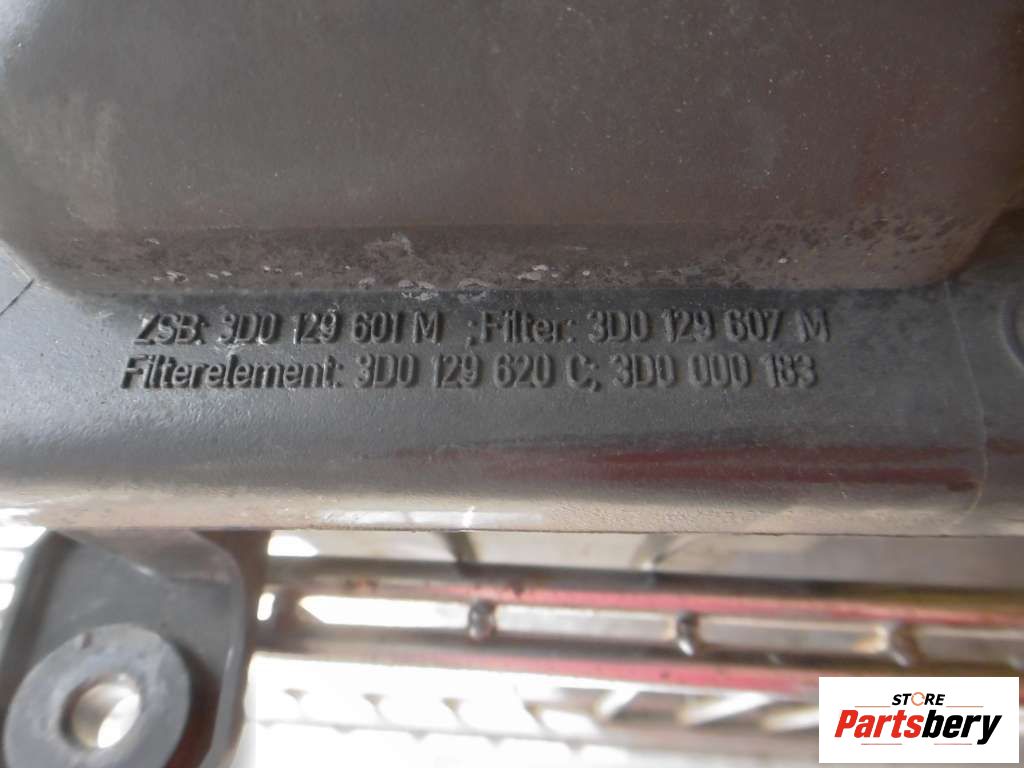 ZSB: 3D0 129 601 M ;Filter: 3D0 129 607 M
Filterelement: 3D0 129 620 C; 3D0 000 183
STORE
Partsbery